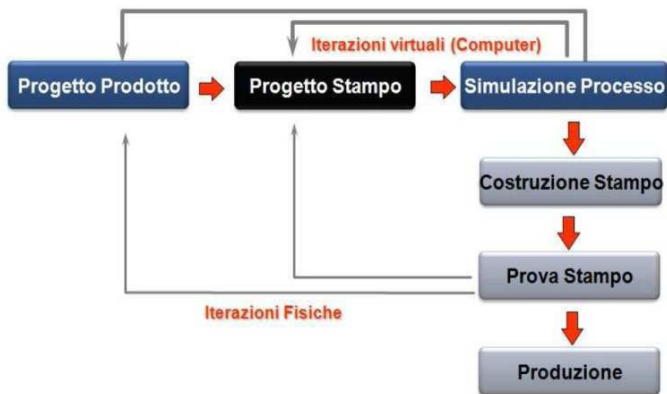 Iterazioni virtuali (Computer)
Progetto Prodotto
Progetto Stampo
Simulazione Processo
Costruzione Stampo
Prova Stampo
Iterazioni Fisiche
Produzione